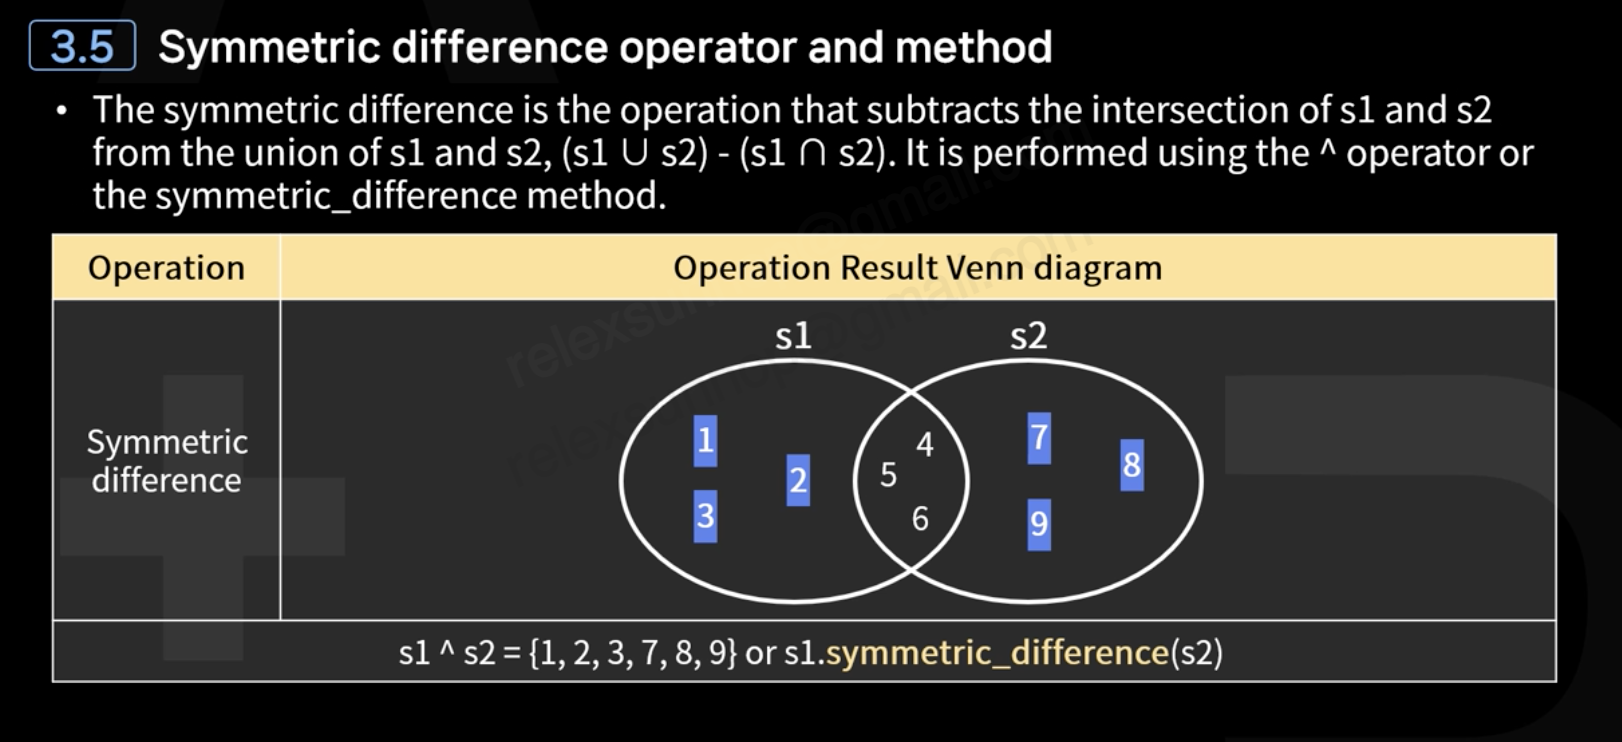 3.5 Symmetric difference operator and method
• The symmetric difference is the operation that subtracts the intersection of s1 and s2
from the union of s1 and s2, (s1 ∪ s2) - (s1 ∩ s2). It is performed using the ^ operator or
the symmetric_difference method.
Operation Operation Result Venn diagram
s1 s2
Symmetric
difference
1 2 3
4 5 6
7 8 9
s1 ^ s2 = {1, 2, 3, 7, 8, 9} or s1.symmetric_difference(s2)
@gmail.com